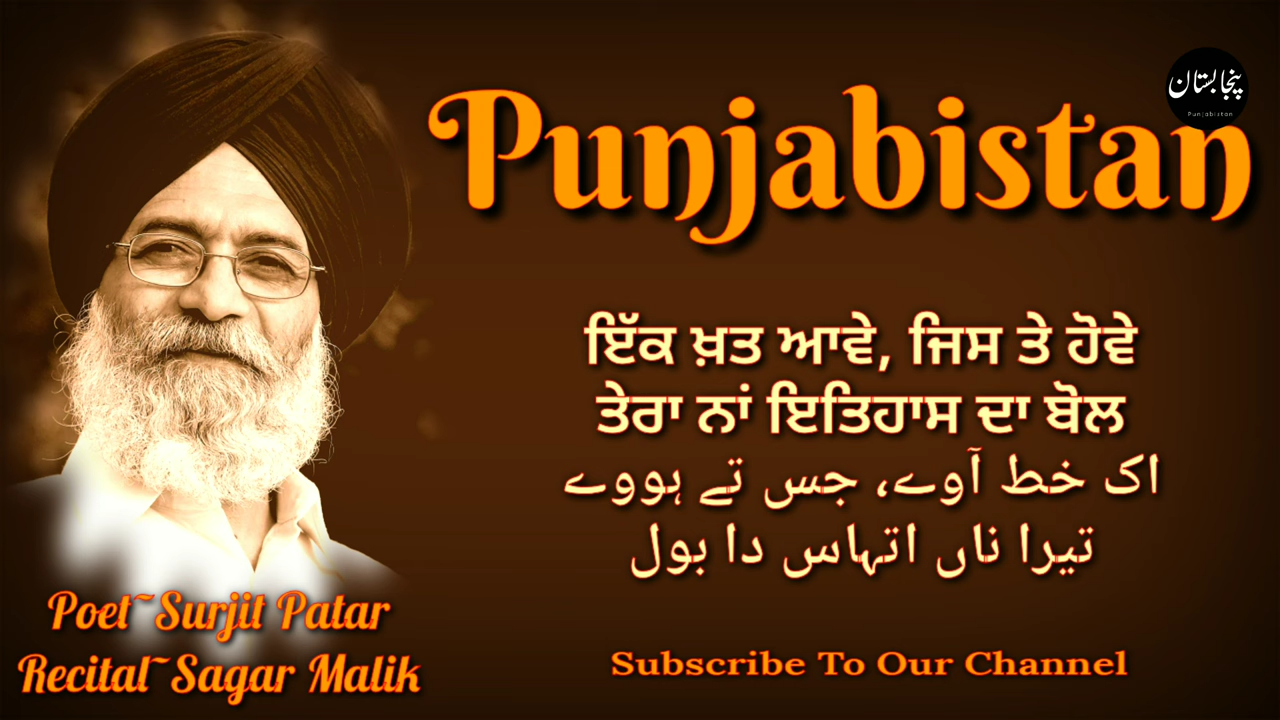 پنجابستان
Punjabistan
Punjabistan
ਇੱਕ ਖ਼ਤ ਆਵੇ, ਜਿਸ ਤੇ ਹੋਵੇ
ਤੇਰਾ ਨਾਂ ਇਤਿਹਾਸ ਦਾ ਬੋਲ
اک خط آوے، جس تے ہووے
تیرا ناں اتہاس دا بول
Poet~Surjit Patar
Recital~Sagar Malik
Subscribe To Our Channel